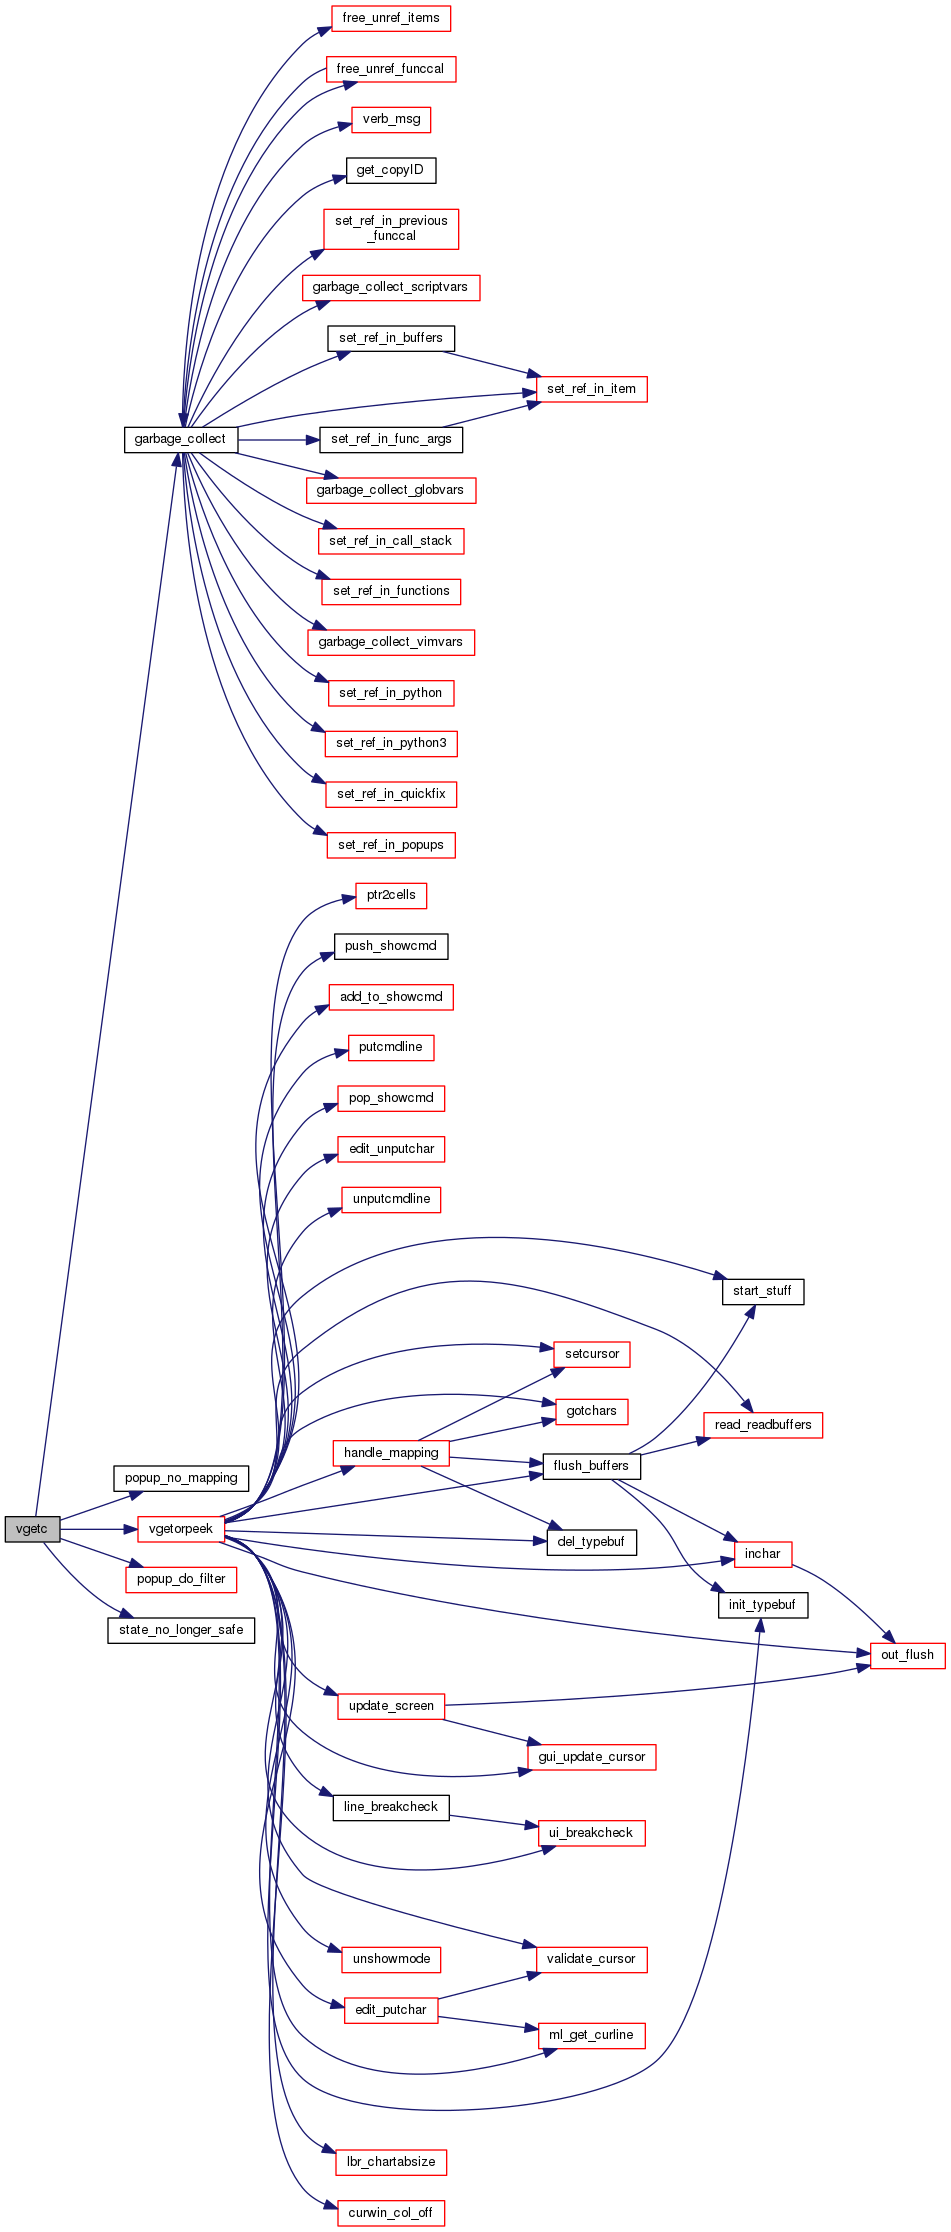 free_unref_items
free_unref_funccal
verb_msg
get_copyID
set_ref_in_previous
_funccal
garbage_collect_scriptvars
set_ref_in_buffers
set_ref_in_item
garbage_collect
set_ref_in_func_args
garbage_collect_globvars
set_ref_in_call_stack
set_ref_in_functions
garbage_collect_vimvars
set_ref_in_python
set_ref_in_python3
set_ref_in_quickfix
set_ref_in_popups
ptr2cells
push_showcmd
add_to_showcmd
putcmdline
pop_showcmd
edit_unputchar
unputcmdline
start_stuff
setcursor
gotchars
read_readbuffers
handle_mapping
flush_buffers
popup_no_mapping
vgetc
vgetorpeek
del_typebuf
inchar
popup_do_filter
init_typebuf
state_no_longer_safe
out_flush
update_screen
gui_update_cursor
line_breakcheck
ui_breakcheck
unshowmode
validate_cursor
edit_putchar
ml_get_curline
lbr_chartabsize
curwin_col_off